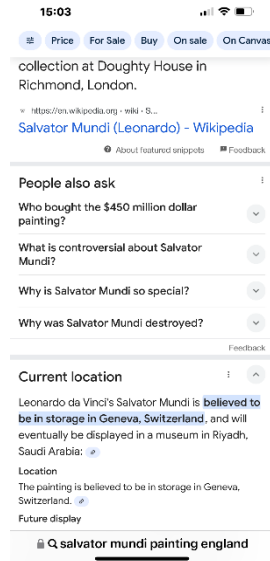 15:03
Price For Sale Buy On sale On Canvas
collection at Doughty House in
Richmond, London.
https://en.wikipedia.org › wiki › S...
Salvator Mundi (Leonardo) - Wikipedia
About featured snippets Feedback
People also ask
Who bought the $450 million dollar
painting?
What is controversial about Salvator
Mundi?
Why is Salvator Mundi so special?
Why was Salvator Mundi destroyed?
Feedback
Current location
Leonardo da Vinci's Salvator Mundi is believed to
be in storage in Geneva, Switzerland, and will
eventually be displayed in a museum in Riyadh,
Saudi Arabia:
Location
The painting is believed to be in storage in Geneva,
Switzerland.
Future display
salvator mundi painting england